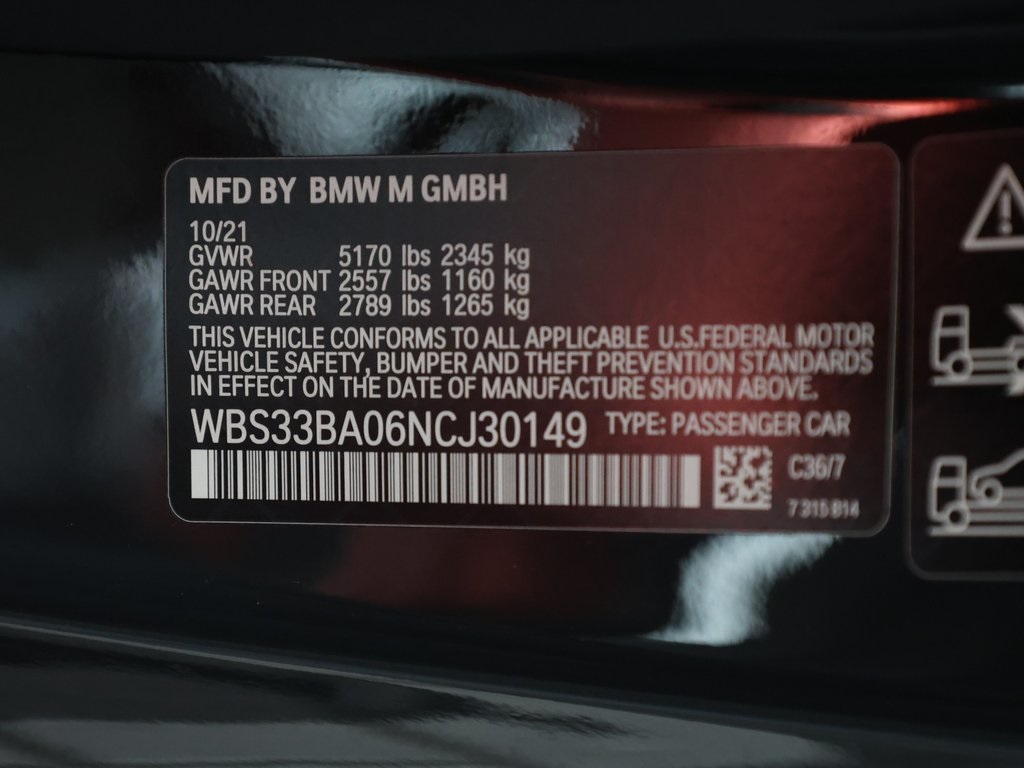 MFD BY BMW M GMBH
10/21
GVWR 5170 lbs 2345 kg
GAWR FRONT 2557 lbs 1160 kg
GAWR REAR 2789 lbs 1265 kg
THIS VEHICLE CONFORMS TO ALL APPLICABLE U.S.FEDERAL MOTOR
VEHICLE SAFETY, BUMPER AND THEFT PREVENTION STANDARDS
IN EFFECT ON THE DATE OF MANUFACTURE SHOWN ABOVE.
WBS33BA06NCJ30149 TYPE: PASSENGER CAR
C36/7
7 315 814